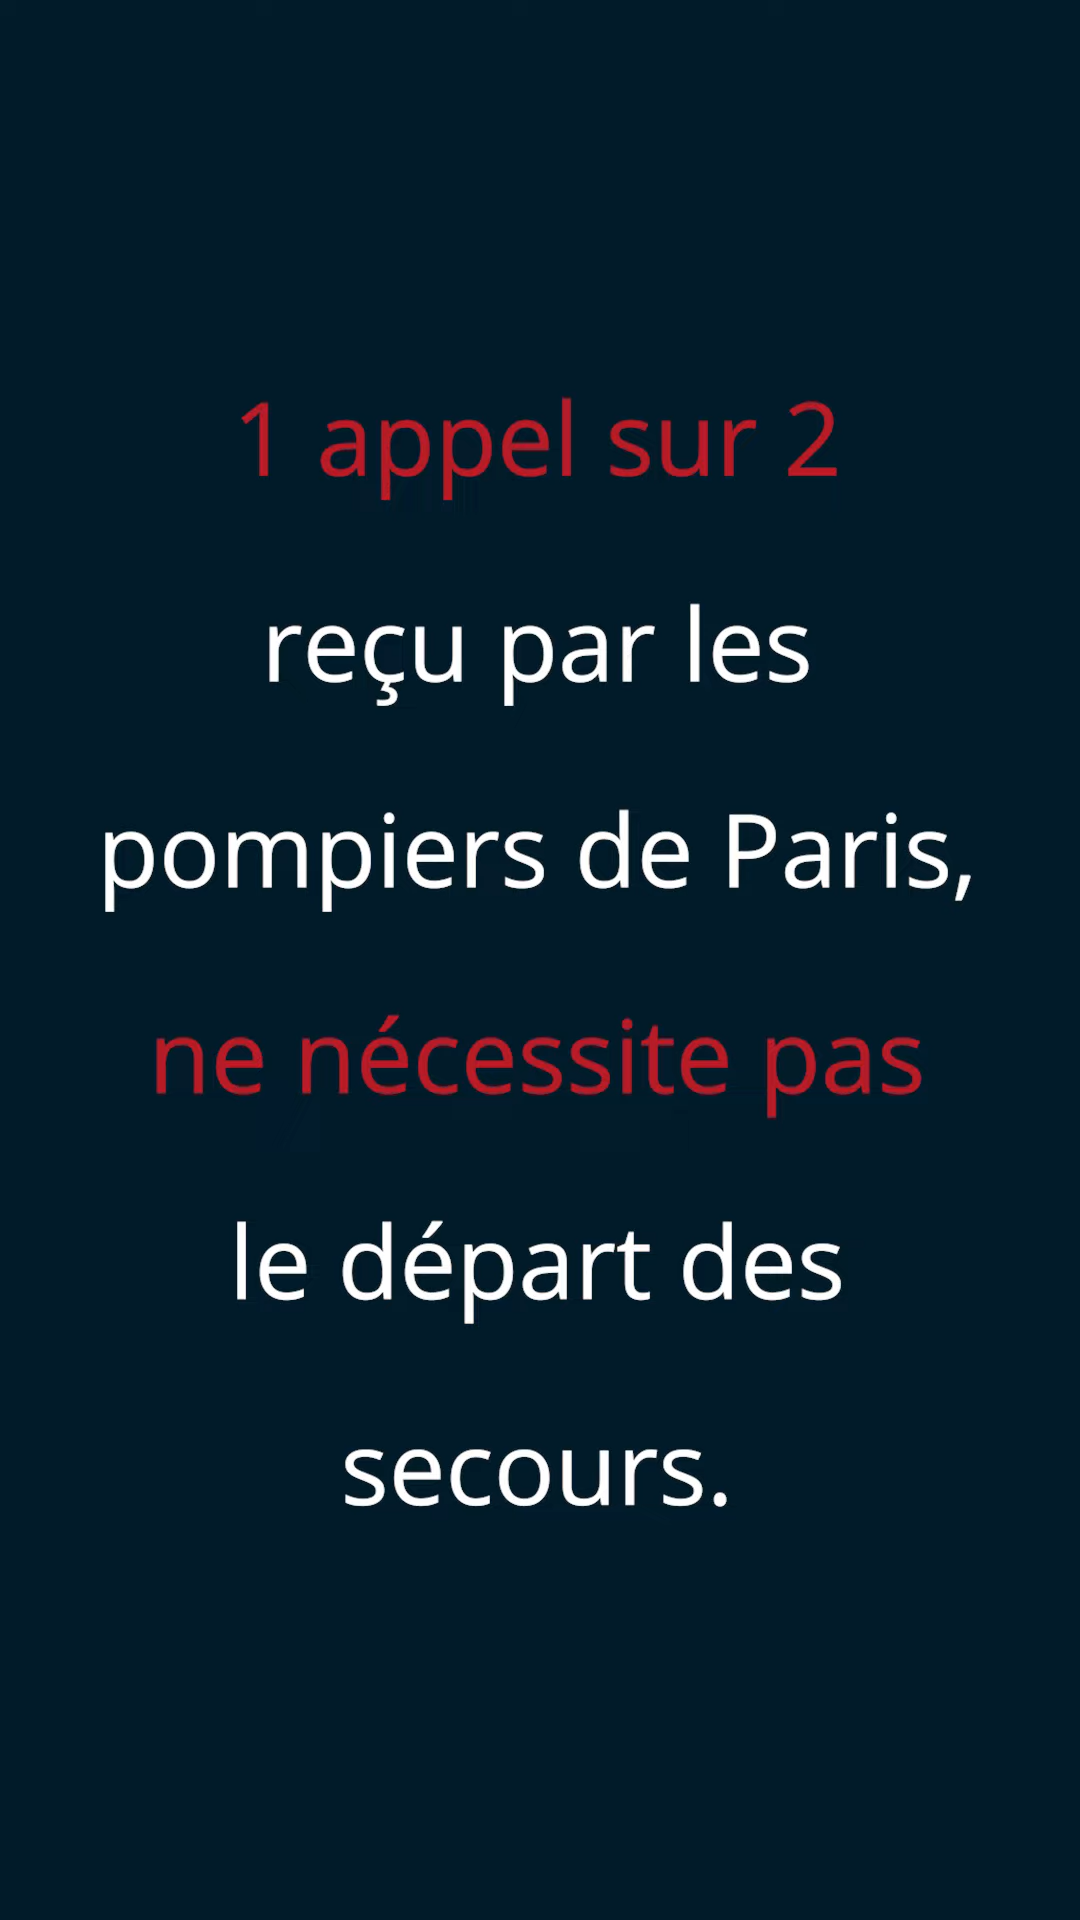 1 appel sur 2
reçu par les
pompiers de Paris,
ne nécessite pas
le départ des
secours.